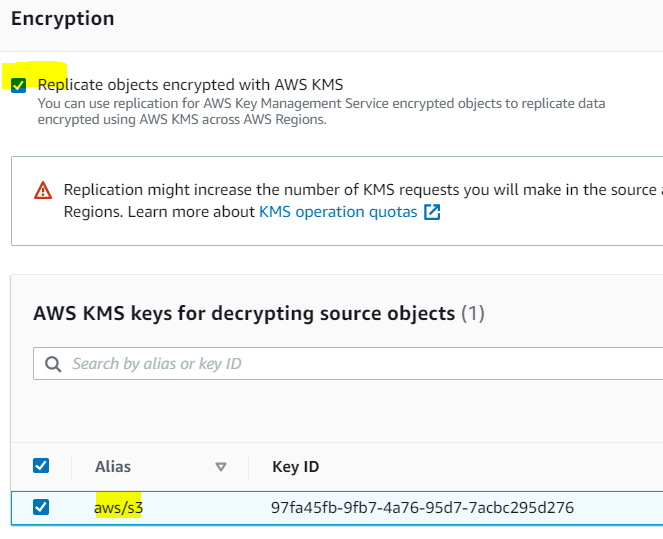 Encryption
Replicate objects encrypted with AWS KMS
You can use replication for AWS Key Management Service encrypted objects to replicate data
encrypted using AWS KMS across AWS Regions.
Replication might increase the number of KMS requests you will make in the source a
Regions. Learn more about KMS operation quotas
AWS KMS keys for decrypting source objects (1)
Search by alias or key ID
Alias Key ID
aws/s3 97fa45fb-9fb7-4a76-95d7-7acbc295d276